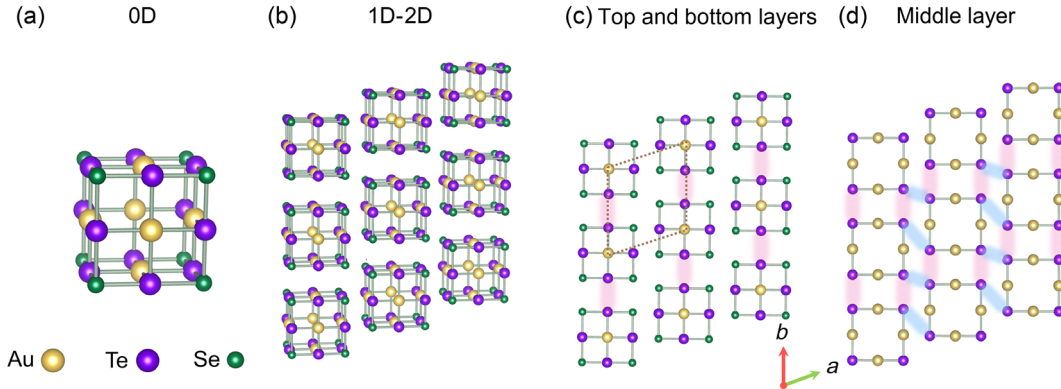 (a) 0D
(b) 1D-2D
(c) Top and bottom layers
(d) Middle layer
Au Te Se
b
a